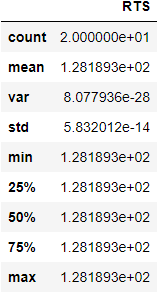 RTS
count 2.000000e+01
mean 1.281893e+02
var 8.077936e-28
std 5.832012e-14
min 1.281893e+02
25% 1.281893e+02
50% 1.281893e+02
75% 1.281893e+02
max 1.281893e+02